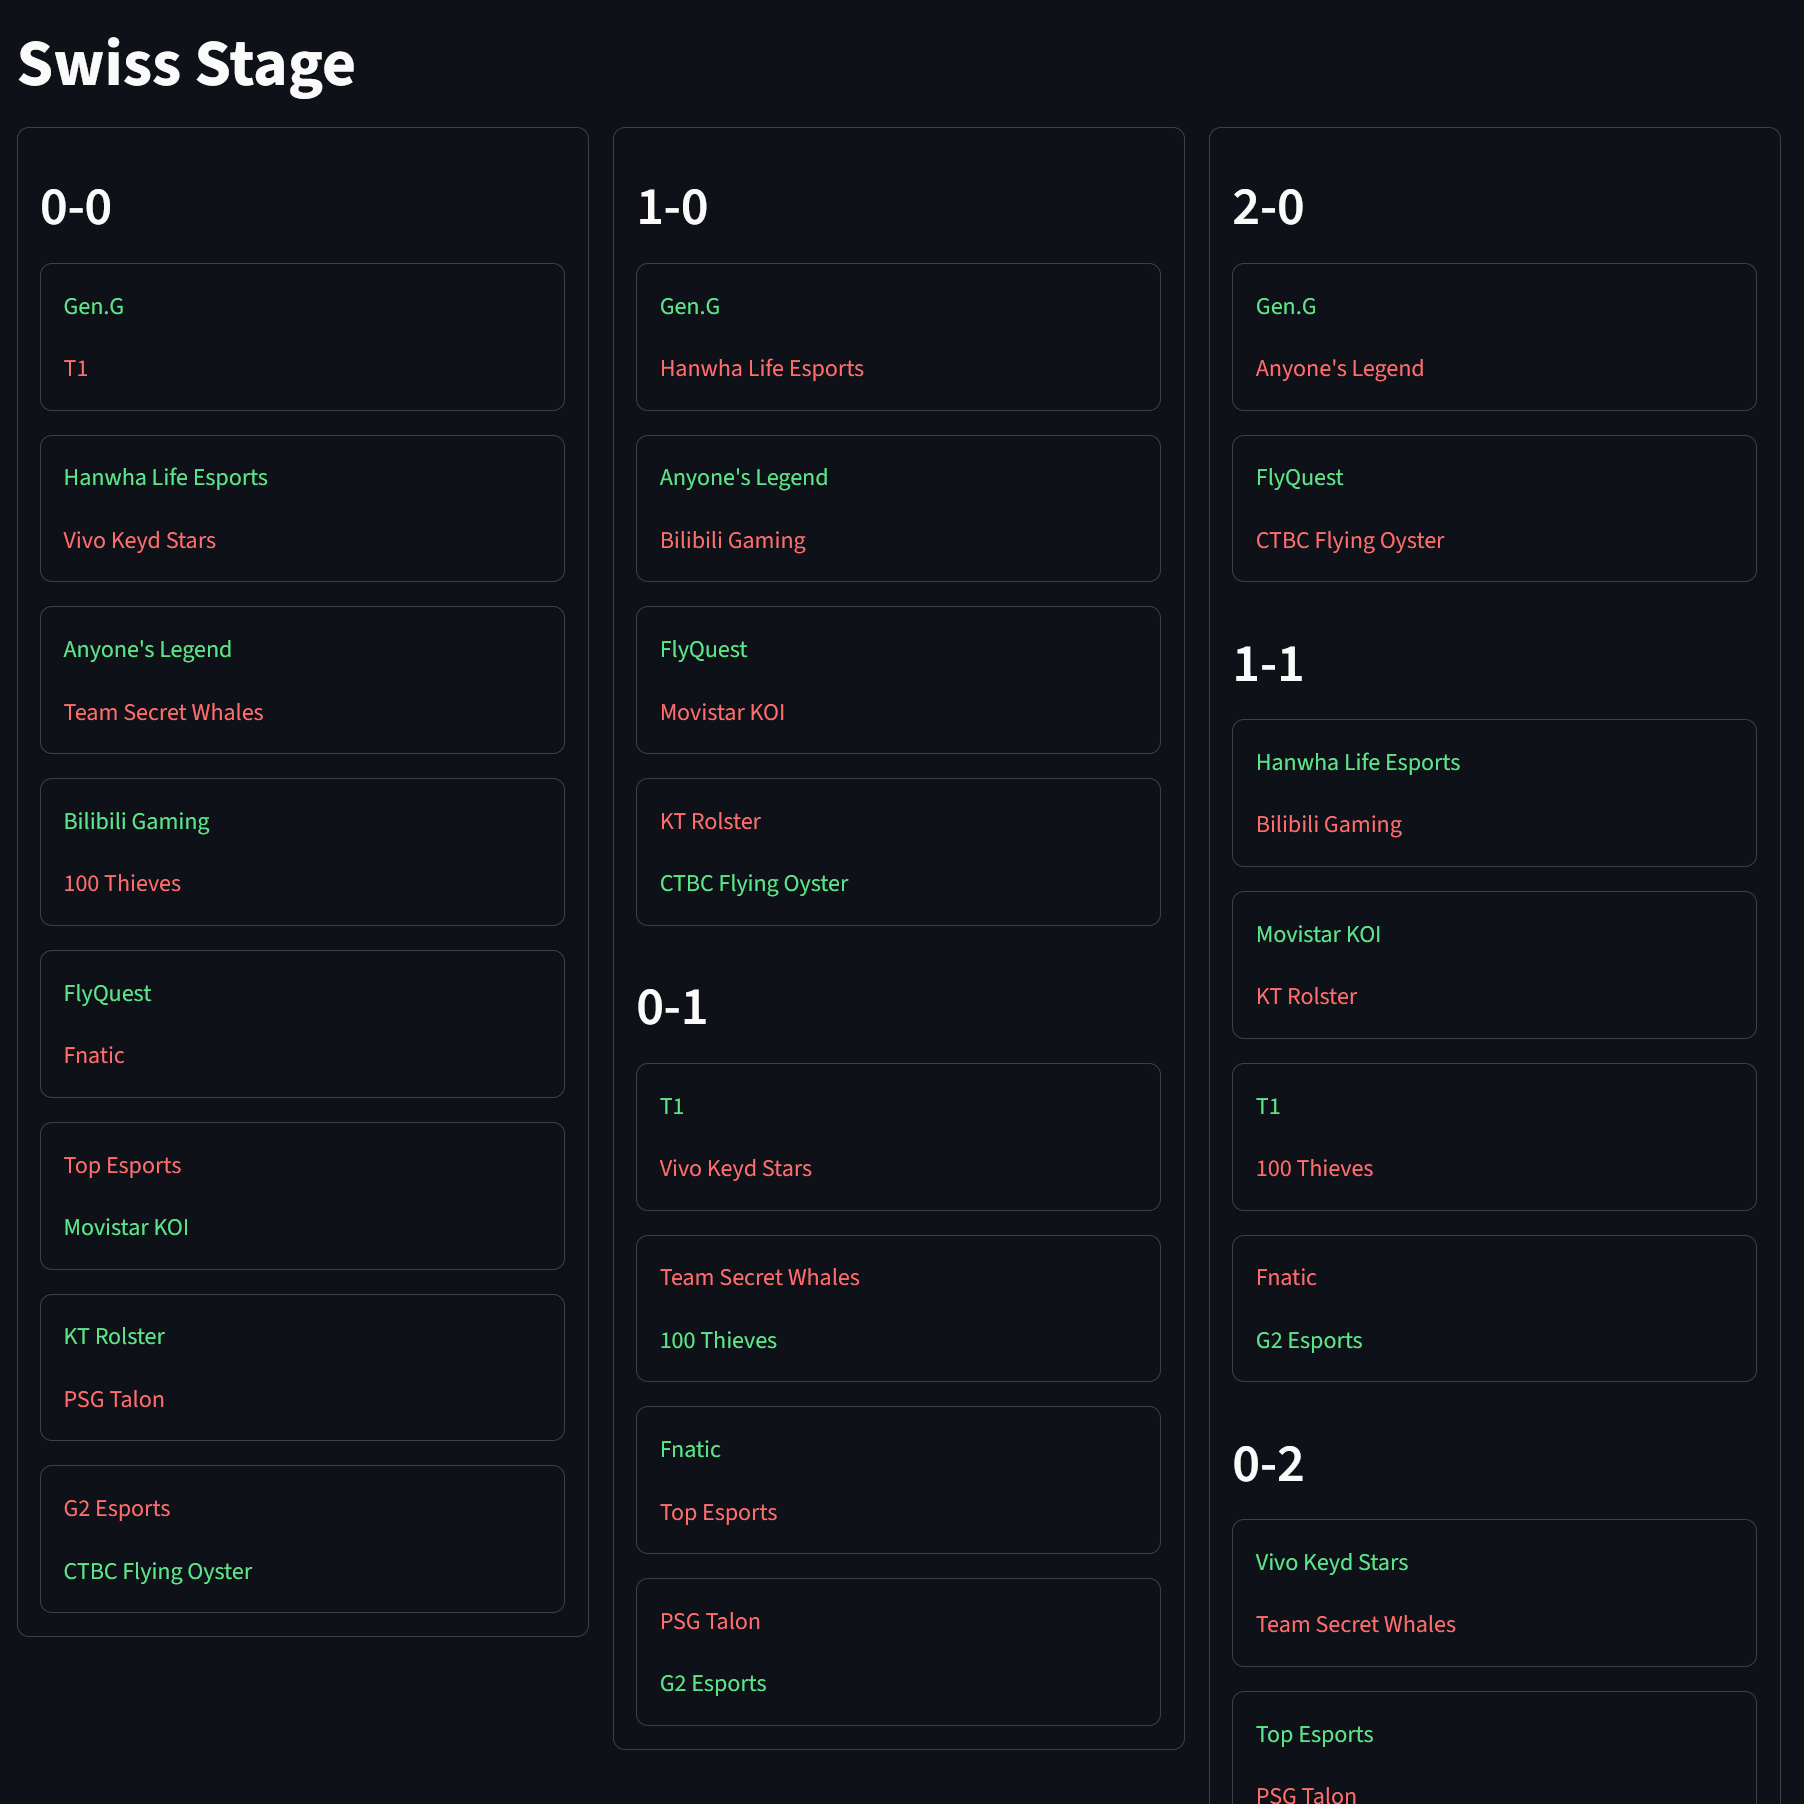 Swiss Stage
0-0
Gen.G
T1
Hanwha Life Esports
Vivo Keyd Stars
Anyone's Legend
Team Secret Whales
Bilibili Gaming
100 Thieves
FlyQuest
Fnatic
Top Esports
Movistar KOI
KT Rolster
PSG Talon
G2 Esports
CTBC Flying Oyster
1-0
Gen.G
Hanwha Life Esports
Anyone's Legend
Bilibili Gaming
FlyQuest
Movistar KOI
KT Rolster
CTBC Flying Oyster
0-1
T1
Vivo Keyd Stars
Team Secret Whales
100 Thieves
Fnatic
Top Esports
PSG Talon
G2 Esports
2-0
Gen.G
Anyone's Legend
FlyQuest
CTBC Flying Oyster
1-1
Hanwha Life Esports
Bilibili Gaming
Movistar KOI
KT Rolster
T1
100 Thieves
Fnatic
G2 Esports
0-2
Vivo Keyd Stars
Team Secret Whales
Top Esports
PSG Talon